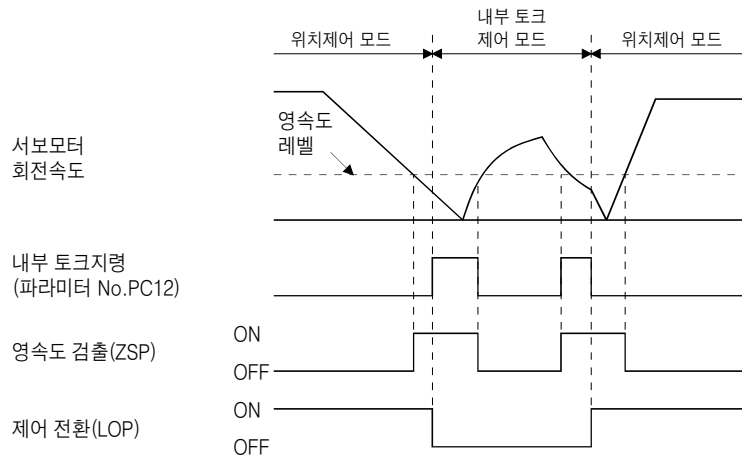 내부 토크
위치제어 모드 제어 모드 위치제어 모드
영속도
레벨
서보모터
회전속도
내부 토크지령
(파라미터 No.PC12)
ON
영속도 검출(ZSP)
OFF
ON
제어 전환(LOP)
OFF